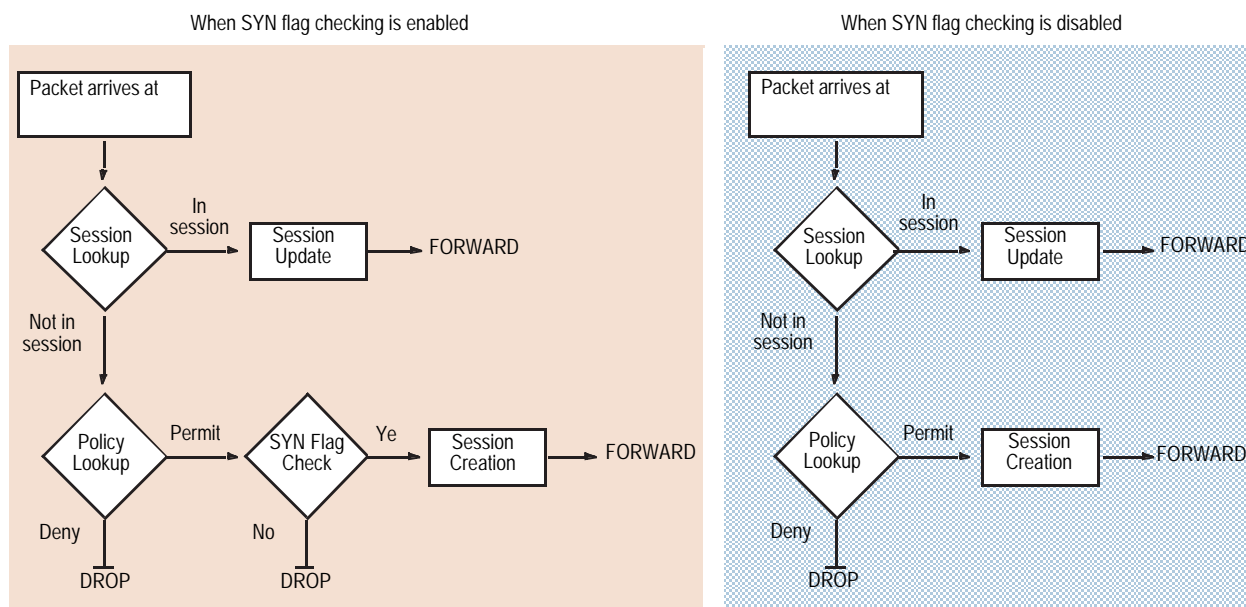 When SYN flag checking is enabled
Packet arrives at
Session
Lookup
In
session
Session
Update
FORWARD
Not in
session
Policy
Lookup
Permit
SYN Flag
Check
Ye
Session
Creation
FORWARD
Deny
DROP
No
DROP
When SYN flag checking is disabled
Packet arrives at
Session
Lookup
In
session
Session
Update
FORWARD
Not in
session
Policy
Lookup
Permit
Session
Creation
FORWARD
Deny
DROP